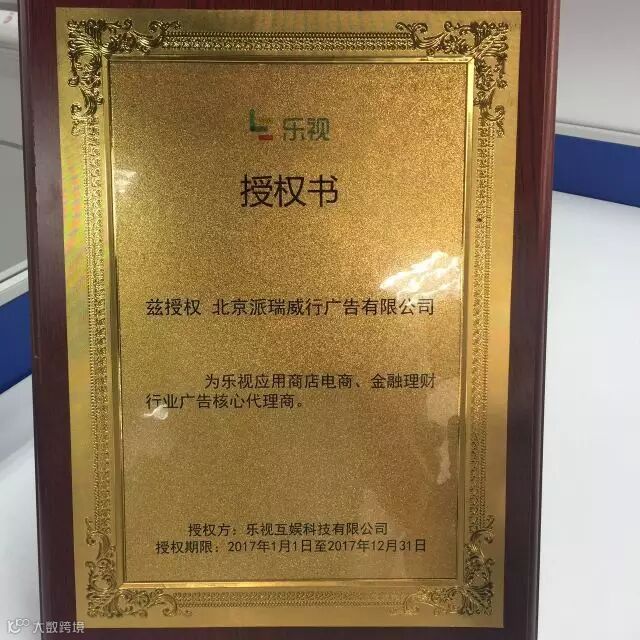 乐视
授权书
兹授权 北京派瑞威行广告有限公司
为乐视应用商店电商、金融理财
行业广告核心代理商。
授权方：乐视互娱科技有限公司
授权期限：2017年1月1日至2017年12月31日
大数跨境